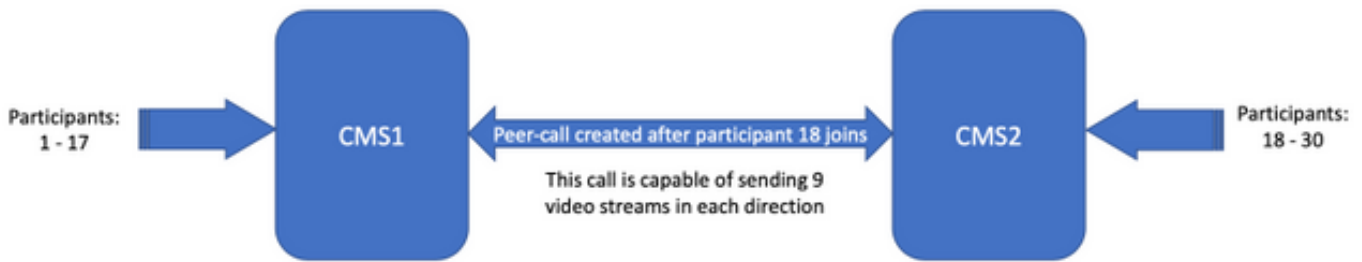 Participants:
1 - 17
CMS1
Peer-call created after participant 18 joins
This call is capable of sending 9
video streams in each direction
CMS2
Participants:
18 - 30